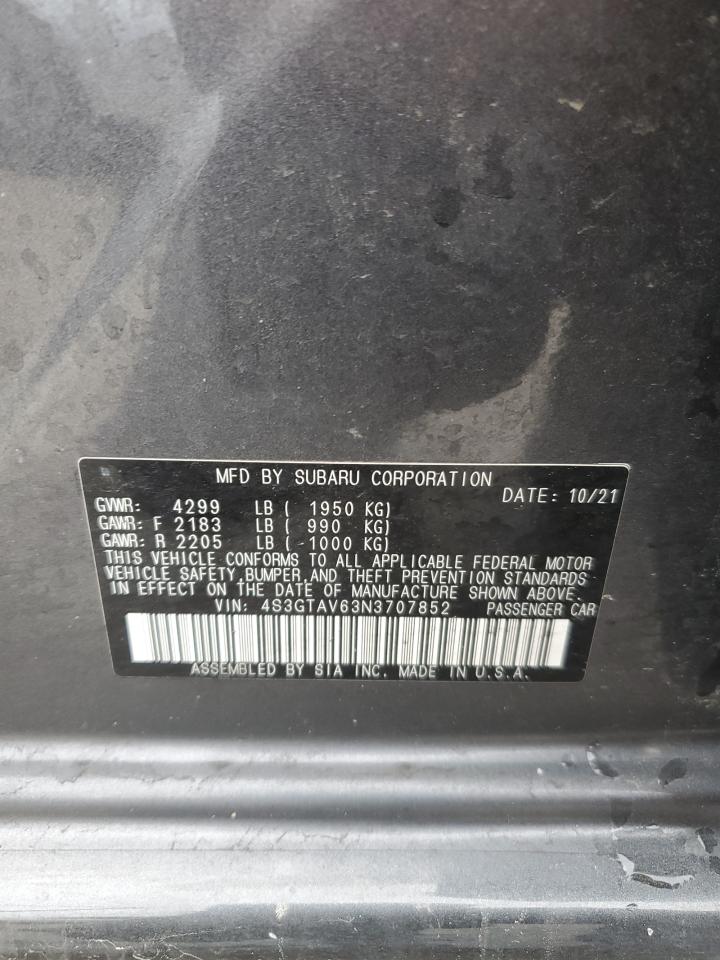 MFD BY SUBARU CORPORATION
DATE: 10/21
GVWR: 4299 LB ( 1950 KG)
GAWR: F 2183 LB ( 990 KG)
GAWR: R 2205 LB ( 1000 KG)
THIS VEHICLE CONFORMS TO ALL APPLICABLE FEDERAL MOTOR
VEHICLE SAFETY,BUMPER,AND THEFT PREVENTION STANDARDS
IN EFFECT ON THE DATE OF MANUFACTURE SHOWN ABOVE.
VIN: 4S3GTAV63N3707852 PASSENGER CAR
ASSEMBLED BY SIA INC. MADE IN U.S.A.